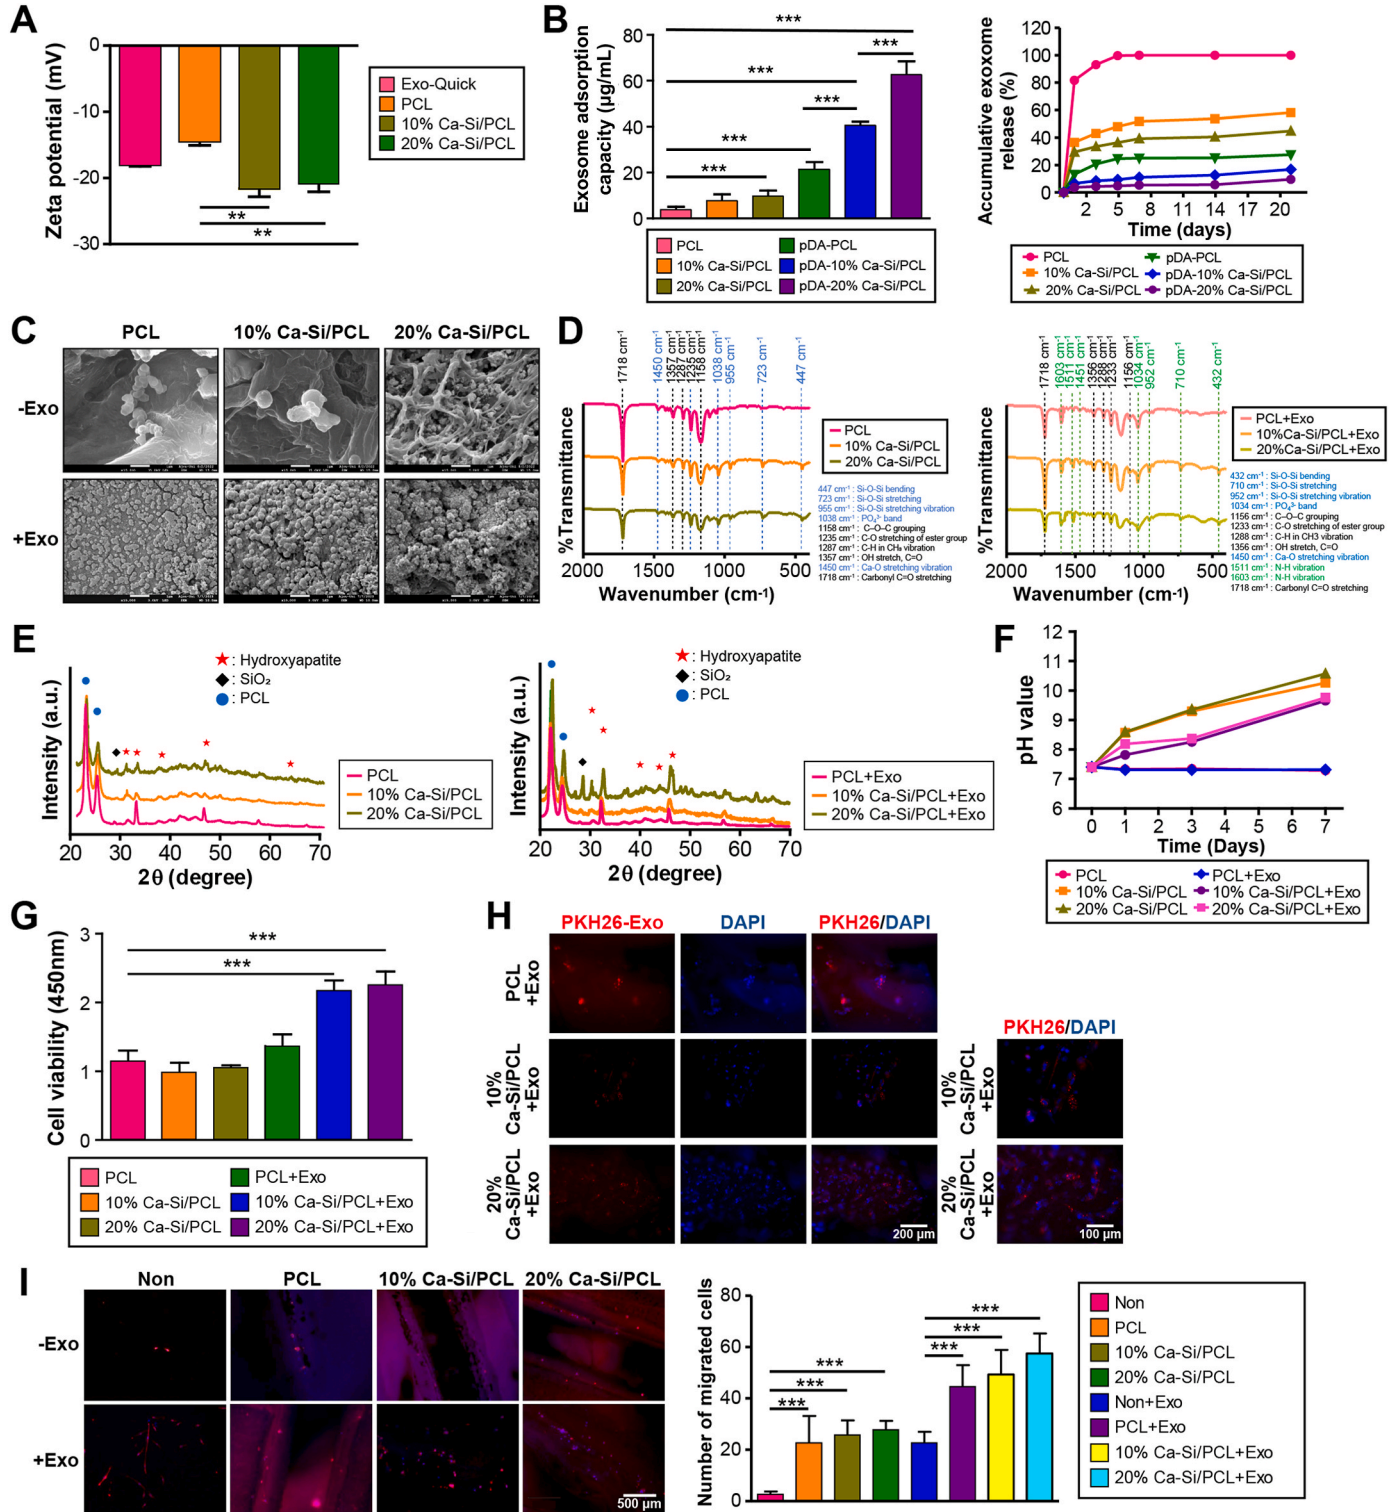 A
Zeta potential (mV)
0
-10
-20
-30
**
**
Exo-Quick
PCL
10% Ca-Si/PCL
20% Ca-Si/PCL
B
Exosome adsorption
capacity (µg/mL)
80
60
40
20
0
***
***
***
***
***
***
PCL
pDA-PCL
10% Ca-Si/PCL
pDA-10% Ca-Si/PCL
20% Ca-Si/PCL
pDA-20% Ca-Si/PCL
Accumulative exoxome
release (%)
120
100
80
60
40
20
0
2 5 8 11 14 17 20
Time (days)
PCL
pDA-PCL
10% Ca-Si/PCL
pDA-10% Ca-Si/PCL
20% Ca-Si/PCL
pDA-20% Ca-Si/PCL
C
PCL
10% Ca-Si/PCL
20% Ca-Si/PCL
-Exo
+Exo
D
1718 cm⁻¹
1450 cm⁻¹
1357 cm⁻¹
1287 cm⁻¹
1235 cm⁻¹
1158 cm⁻¹
1038 cm⁻¹
955 cm⁻¹
723 cm⁻¹
447 cm⁻¹
%Transmittance
2000 1500 1000 500
Wavenumber (cm-¹)
PCL
10% Ca-Si/PCL
20% Ca-Si/PCL
447 cm⁻¹ : Si-O-Si bending
723 cm⁻¹ : Si-O-Si stretching
955 cm⁻¹ : Si-O-Si stretching vibration
1038 cm⁻¹ : PO₄³⁻ band
1158 cm⁻¹ : C–O–C grouping
1235 cm⁻¹ : C-O stretching of ester group
1287 cm⁻¹ : C-H in CH₃ vibration
1357 cm⁻¹ : OH stretch, C=O
1450 cm⁻¹ : Ca-O stretching vibration
1718 cm⁻¹ : Carbonyl C=O stretching
1718 cm⁻¹
1603 cm⁻¹
1511 cm⁻¹
1451 cm⁻¹
1366 cm⁻¹
1288 cm⁻¹
1233 cm⁻¹
1156 cm⁻¹
1034 cm⁻¹
952 cm⁻¹
710 cm⁻¹
432 cm⁻¹
%Transmittance
2000 1500 1000 500
Wavenumber (cm-¹)
PCL+Exo
10%Ca-Si/PCL+Exo
20%Ca-Si/PCL+Exo
432 cm⁻¹ : Si-O-Si bending
710 cm⁻¹ : Si-O-Si stretching
952 cm⁻¹ : Si-O-Si stretching vibration
1034 cm⁻¹ : PO₄³⁻ band
1156 cm⁻¹ : C–O–C grouping
1233 cm⁻¹ : C-O stretching of ester group
1288 cm⁻¹ : C-H in CH3 vibration
1356 cm⁻¹ : OH stretch, C=O
1450 cm⁻¹ : Ca-O stretching vibration
1511 cm⁻¹ : N-H vibration
1603 cm⁻¹ : N-H vibration
1718 cm⁻¹ : Carbonyl C=O stretching
E
Intensity (a.u.)
: Hydroxyapatite
: SiO₂
: PCL
PCL
10% Ca-Si/PCL
20% Ca-Si/PCL
20 30 40 50 60 70
2θ (degree)
Intensity (a.u.)
: Hydroxyapatite
: SiO₂
: PCL
PCL+Exo
10% Ca-Si/PCL+Exo
20% Ca-Si/PCL+Exo
20 30 40 50 60 70
2θ (degree)
F
pH value
12
11
10
9
8
7
6
0 1 2 3 4 5 6 7
Time (Days)
PCL
PCL+Exo
10% Ca-Si/PCL
10% Ca-Si/PCL+Exo
20% Ca-Si/PCL
20% Ca-Si/PCL+Exo
G
Cell viability (450nm)
3
2
1
0
***
***
PCL
PCL+Exo
10% Ca-Si/PCL
10% Ca-Si/PCL+Exo
20% Ca-Si/PCL
20% Ca-Si/PCL+Exo
H
PKH26-Exo
DAPI
PKH26/DAPI
PCL
+Exo
10%
Ca-Si/PCL
+Exo
20%
Ca-Si/PCL
+Exo
200 µm
PKH26/DAPI
10%
Ca-Si/PCL
+Exo
20%
Ca-Si/PCL
+Exo
100 µm
I
Non
PCL
10% Ca-Si/PCL
20% Ca-Si/PCL
-Exo
+Exo
500 µm
Number of migrated cells
80
60
40
20
0
***
***
***
***
***
***
Non
PCL
10% Ca-Si/PCL
20% Ca-Si/PCL
Non+Exo
PCL+Exo
10% Ca-Si/PCL+Exo
20% Ca-Si/PCL+Exo